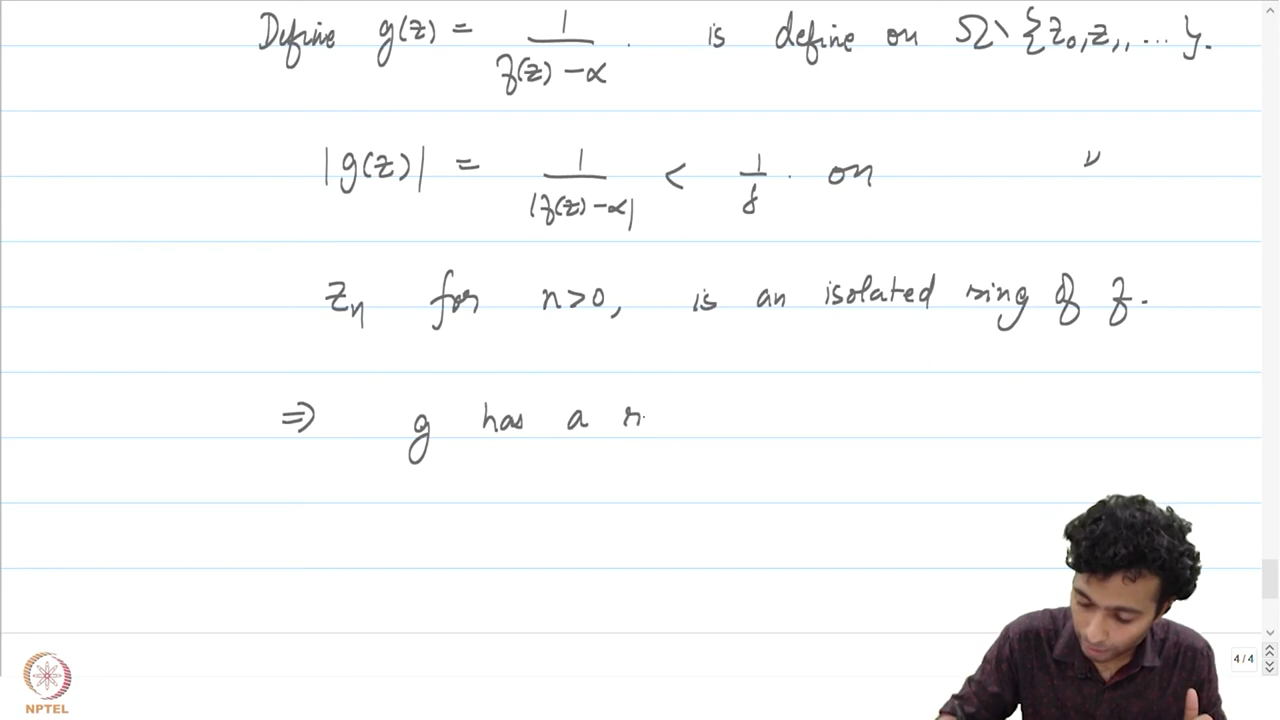 Define g(z) = 1/(f(z) - α) . is define on Ω \ {z₀, z₁, ... }.
|g(z)| = 1/|f(z) - α| < 1/δ . on "
zₙ for n>0, is an isolated sing of f.
⇒ g has a r
4 / 4
NPTEL